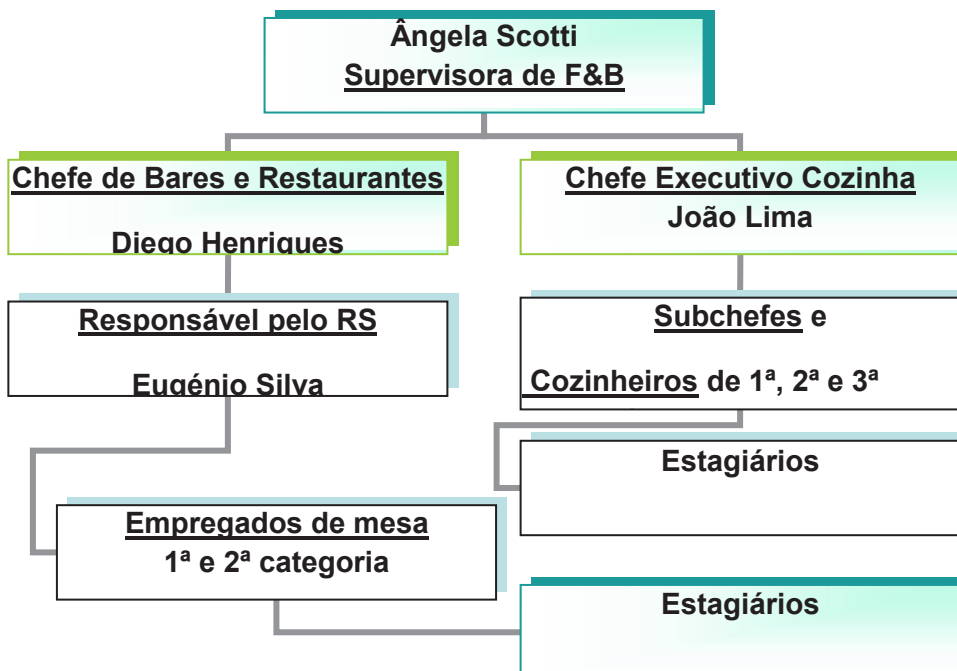 Ângela Scotti
Supervisora de F&B
Chefe de Bares e Restaurantes
Diego Henriques
Chefe Executivo Cozinha
João Lima
Responsável pelo RS
Eugénio Silva
Subchefes e
Cozinheiros de 1ª, 2ª e 3ª
Estagiários
Empregados de mesa
1ª e 2ª categoria
Estagiários